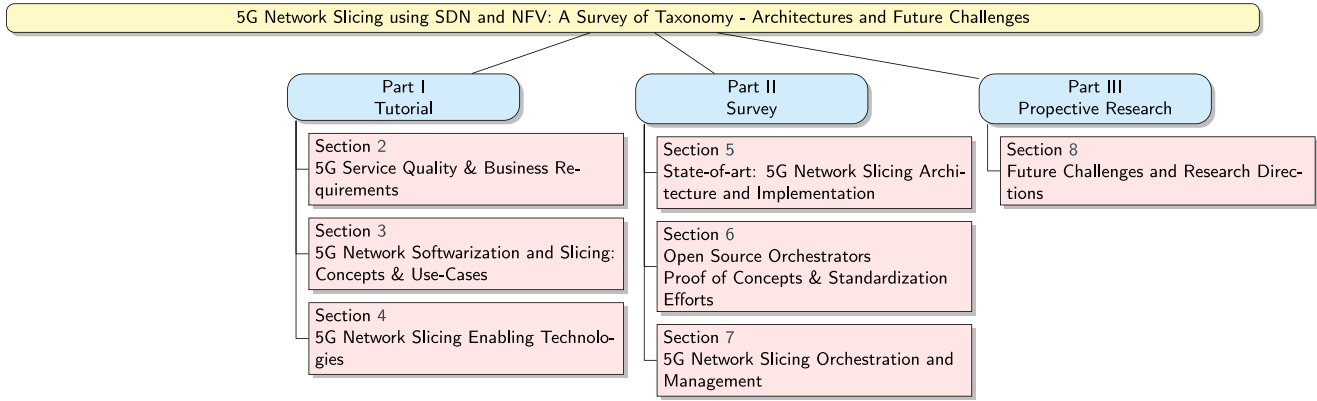 5G Network Slicing using SDN and NFV: A Survey of Taxonomy - Architectures and Future Challenges
Part I
Tutorial
Section 2
5G Service Quality & Business Re-
quirements
Section 3
5G Network Softwarization and Slicing:
Concepts & Use-Cases
Section 4
5G Network Slicing Enabling Technolo-
gies
Part II
Survey
Section 5
State-of-art: 5G Network Slicing Archi-
tecture and Implementation
Section 6
Open Source Orchestrators
Proof of Concepts & Standardization
Efforts
Section 7
5G Network Slicing Orchestration and
Management
Part III
Propective Research
Section 8
Future Challenges and Research Direc-
tions